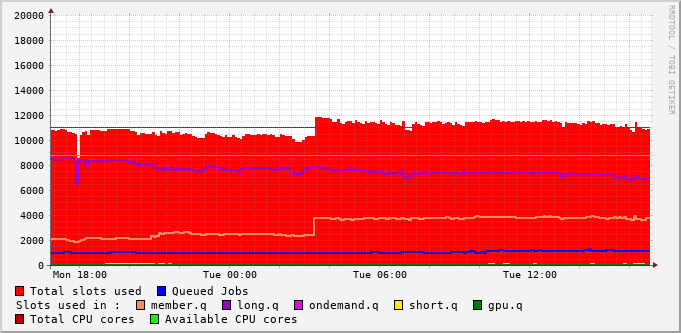 20000
18000
16000
14000
12000
10000
8000
6000
4000
2000
0
Mon 18:00 Tue 00:00 Tue 06:00 Tue 12:00
RRDTOOL / TOBI OETIKER
Total slots used Queued Jobs
Slots used in : member.q long.q ondemand.q short.q gpu.q
Total CPU cores Available CPU cores